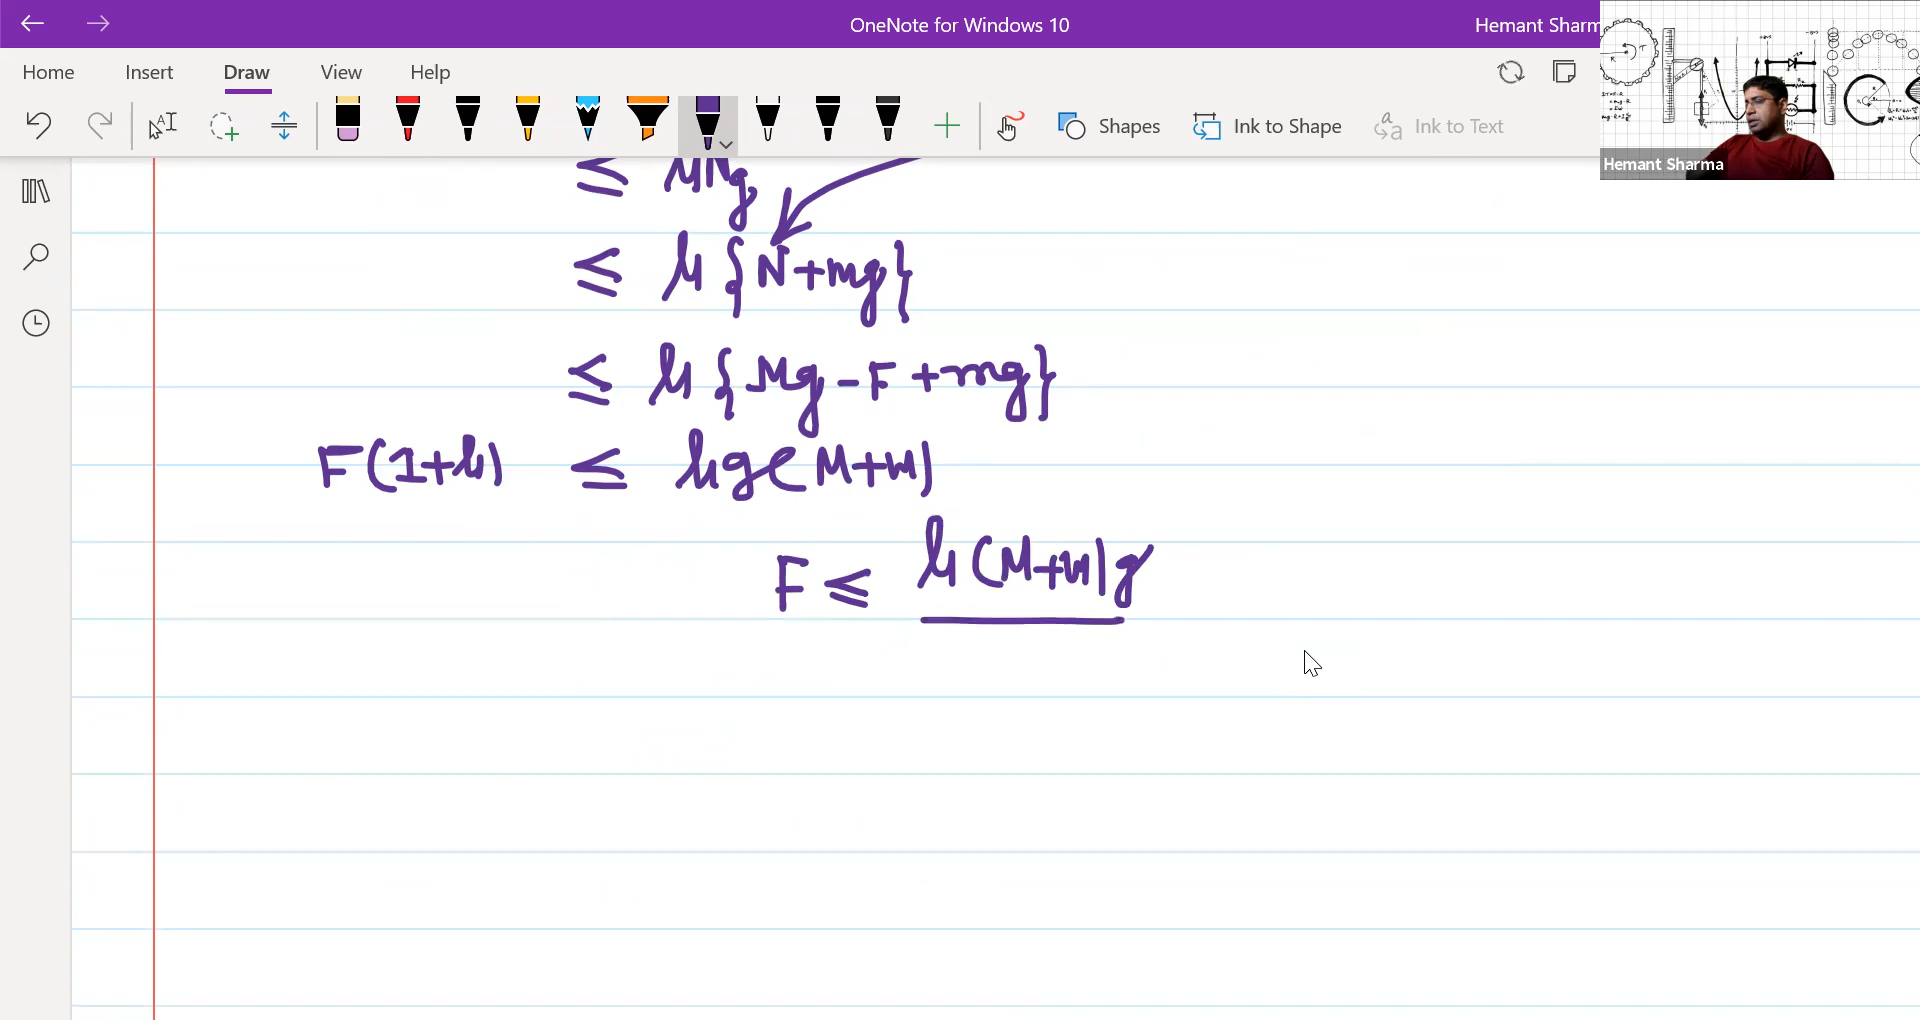 OneNote for Windows 10
Hemant Sharm
Home Insert Draw View Help
Shapes Ink to Shape Ink to Text
Hemant Sharma
≤ μN
≤ μ{N+mg}
≤ μ{Mg-F+mg}
F(1+μ) ≤ μg(M+m)
F ≤ μ(M+m)g